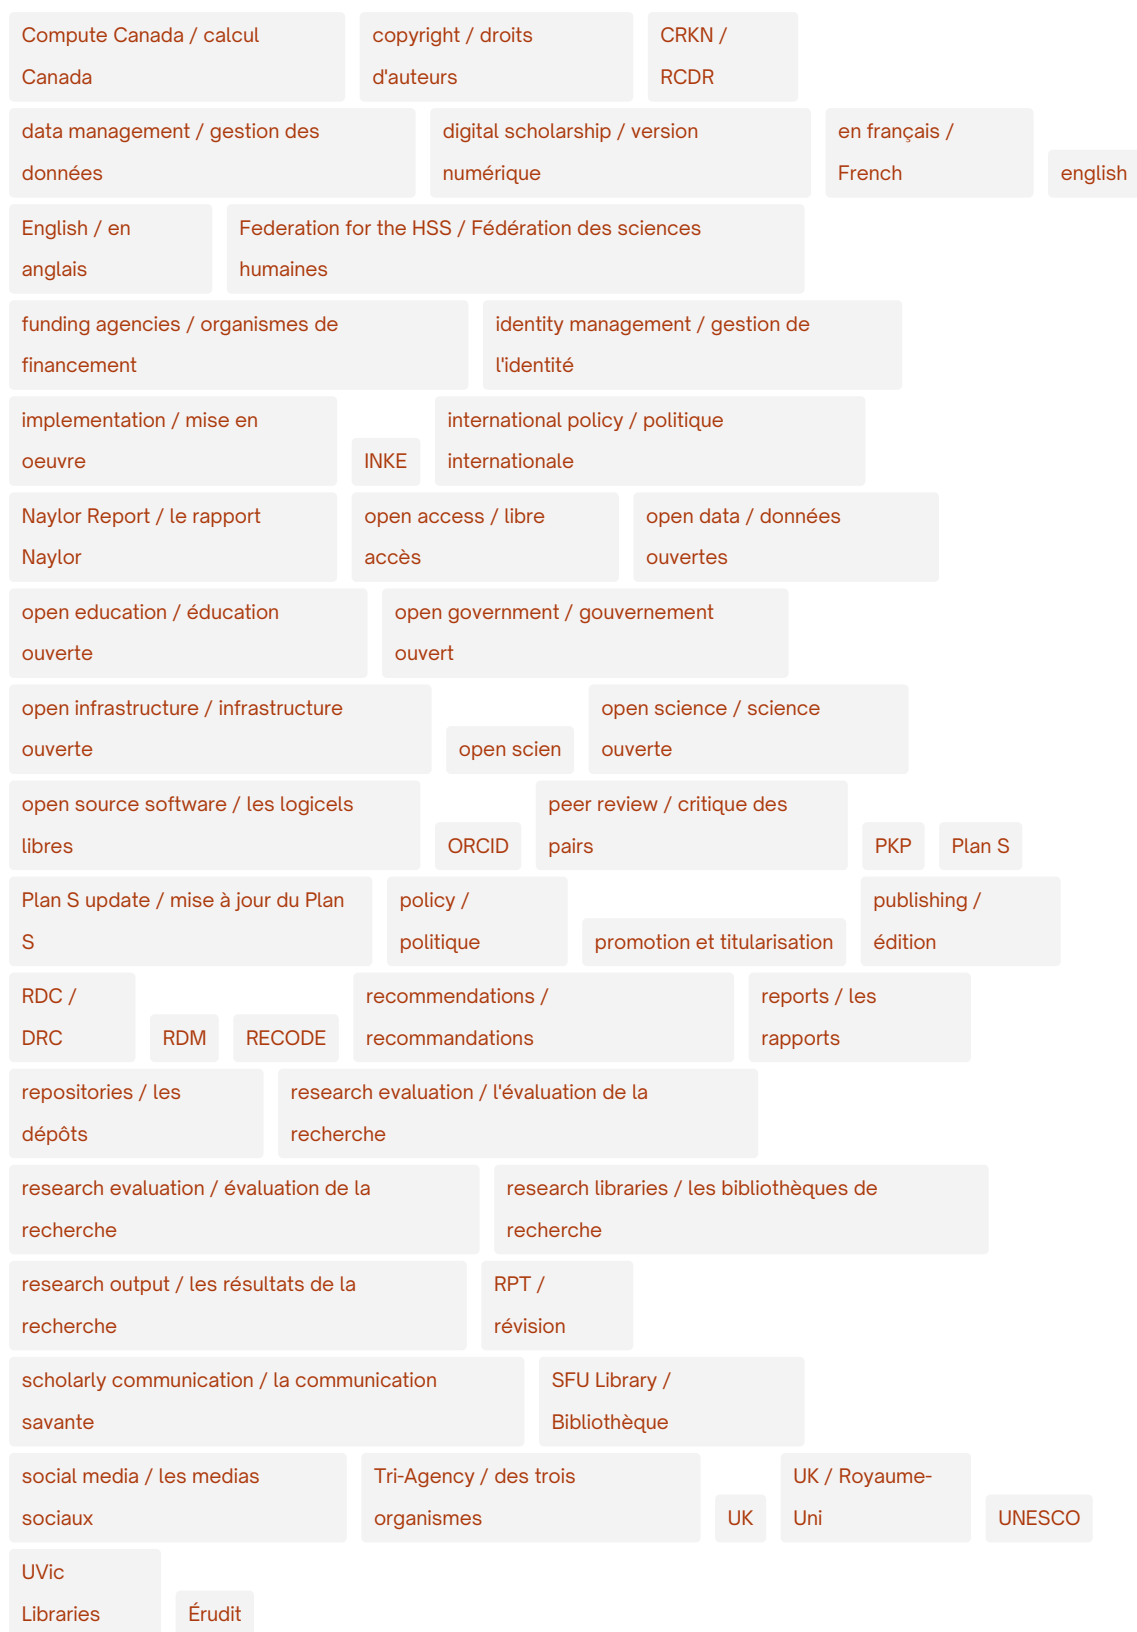 Compute Canada / calcul
Canada
copyright / droits
d'auteurs
CRKN /
RCDR
data management / gestion des
données
digital scholarship / version
numérique
en français /
French
english
English / en
anglais
Federation for the HSS / Fédération des sciences
humaines
funding agencies / organismes de
financement
identity management / gestion de
l'identité
implementation / mise en
oeuvre
INKE
international policy / politique
internationale
Naylor Report / le rapport
Naylor
open access / libre
accès
open data / données
ouvertes
open education / éducation
ouverte
open government / gouvernement
ouvert
open infrastructure / infrastructure
ouverte
open scien
open science / science
ouverte
open source software / les logicels
libres
ORCID
peer review / critique des
pairs
PKP
Plan S
Plan S update / mise à jour du Plan
S
policy /
politique
promotion et titularisation
publishing /
édition
RDC /
DRC
RDM
RECODE
recommendations /
recommandations
reports / les
rapports
repositories / les
dépôts
research evaluation / l'évaluation de la
recherche
research evaluation / évaluation de la
recherche
research libraries / les bibliothèques de
recherche
research output / les résultats de la
recherche
RPT /
révision
scholarly communication / la communication
savante
SFU Library /
Bibliothèque
social media / les medias
sociaux
Tri-Agency / des trois
organismes
UK
UK / Royaume-
Uni
UNESCO
UVic
Libraries
Érudit